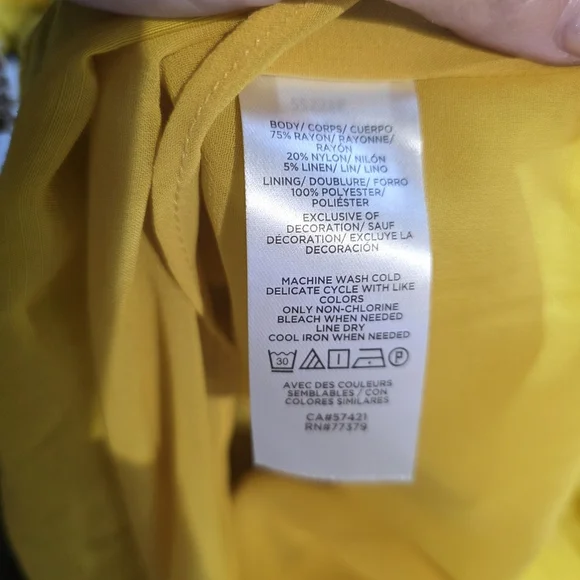 BODY/ CORPS/ CUERPO
75% RAYON/ RAYONNE/
RAYÓN
20% NYLON/ NILÓN
5% LINEN/ LIN/ LINO
LINING/ DOUBLURE/ FORRO
100% POLYESTER/
POLIÉSTER
EXCLUSIVE OF
DECORATION/ SAUF
DÉCORATION/ EXCLUYE LA
DECORACIÓN
MACHINE WASH COLD
DELICATE CYCLE WITH LIKE
COLORS
ONLY NON-CHLORINE
BLEACH WHEN NEEDED
LINE DRY
COOL IRON WHEN NEEDED
30 P
AVEC DES COULEURS
SEMBLABLES / CON
COLORES SIMILARES
CA#57421
RN#77379